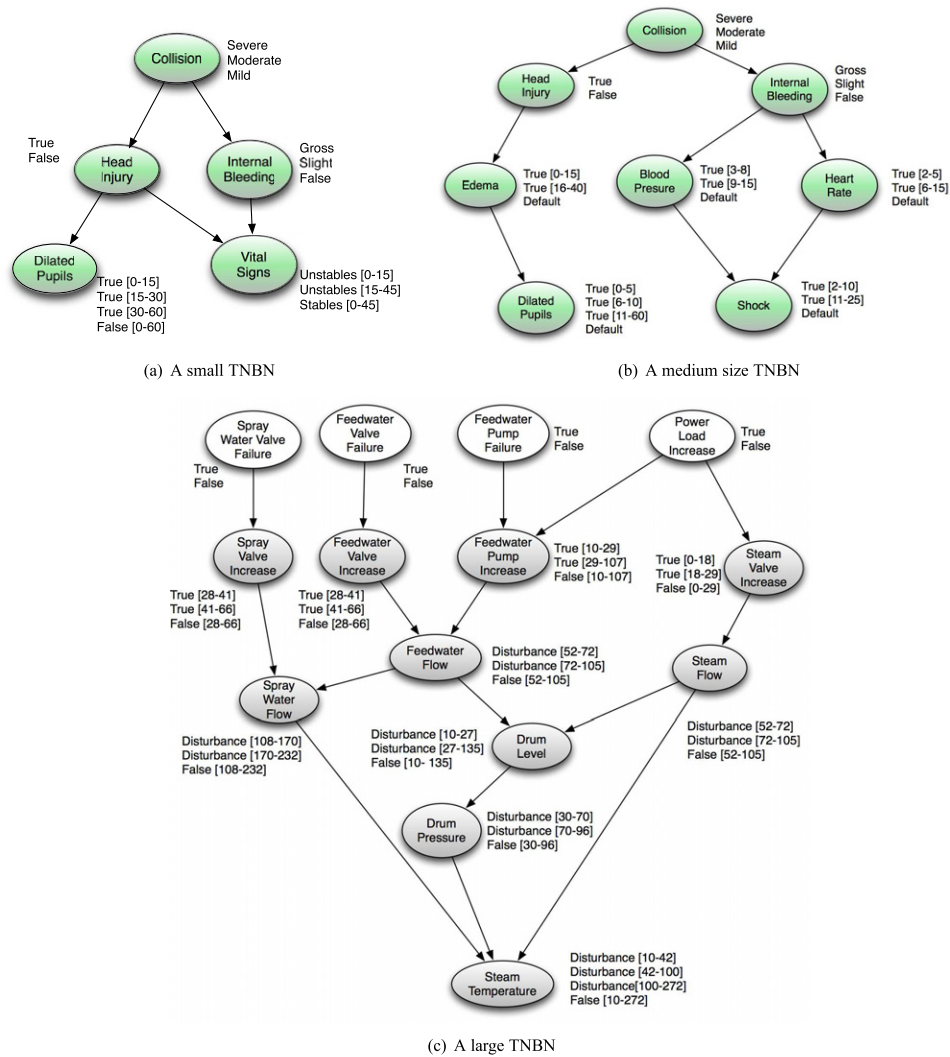 Collision
Severe
Moderate
Mild
True
False
Head
Injury
Internal
Bleeding
Gross
Slight
False
Dilated
Pupils
True [0-15]
True [15-30]
True [30-60]
False [0-60]
Vital
Signs
Unstables [0-15]
Unstables [15-45]
Stables [0-45]
(a) A small TNBN
Collision
Severe
Moderate
Mild
Head
Injury
True
False
Internal
Bleeding
Gross
Slight
False
Edema
True [0-15]
True [16-40]
Default
Blood
Presure
True [3-8]
True [9-15]
Default
Heart
Rate
True [2-5]
True [6-15]
Default
Dilated
Pupils
True [0-5]
True [6-10]
True [11-60]
Default
Shock
True [2-10]
True [11-25]
Default
(b) A medium size TNBN
Spray
Water Valve
Failure
True
False
Feedwater
Valve
Failure
True
False
Feedwater
Pump
Failure
True
False
Power
Load
Increase
True
False
Spray
Valve
Increase
True [28-41]
True [41-66]
False [28-66]
Feedwater
Valve
Increase
True [28-41]
True [41-66]
False [28-66]
Feedwater
Pump
Increase
True [10-29]
True [29-107]
False [10-107]
Steam
Valve
Increase
True [0-18]
True [18-29]
False [0-29]
Feedwater
Flow
Disturbance [52-72]
Disturbance [72-105]
False [52-105]
Steam
Flow
Disturbance [52-72]
Disturbance [72-105]
False [52-105]
Spray
Water
Flow
Disturbance [108-170]
Disturbance [170-232]
False [108-232]
Drum
Level
Disturbance [10-27]
Disturbance [27-135]
False [10- 135]
Drum
Pressure
Disturbance [30-70]
Disturbance [70-96]
False [30-96]
Steam
Temperature
Disturbance [10-42]
Disturbance [42-100]
Disturbance[100-272]
False [10-272]
(c) A large TNBN